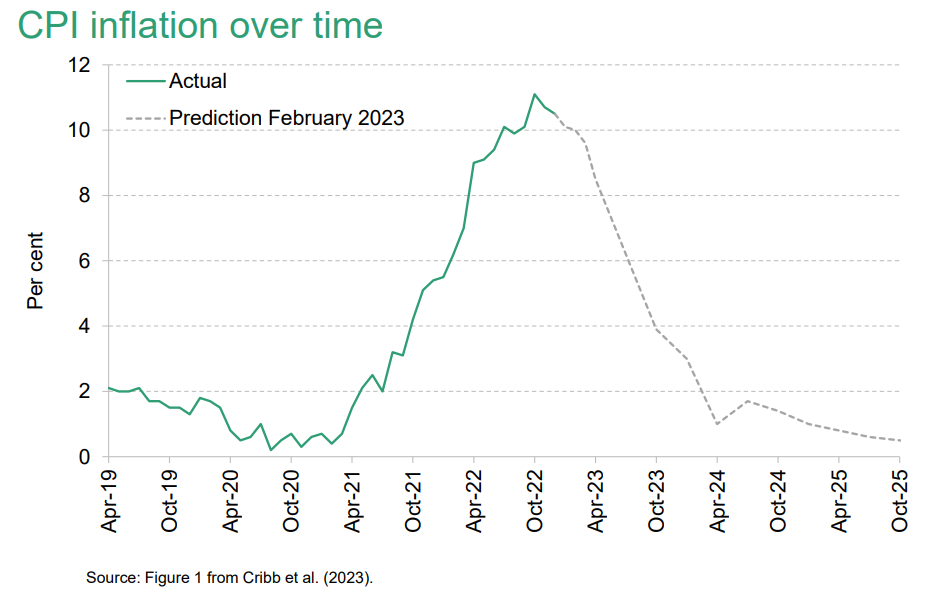 CPI inflation over time
12
10
8
6
4
2
0
Per cent
Actual
Prediction February 2023
Apr-19
Oct-19
Apr-20
Oct-20
Apr-21
Oct-21
Apr-22
Oct-22
Apr-23
Oct-23
Apr-24
Oct-24
Apr-25
Oct-25
Source: Figure 1 from Cribb et al. (2023).